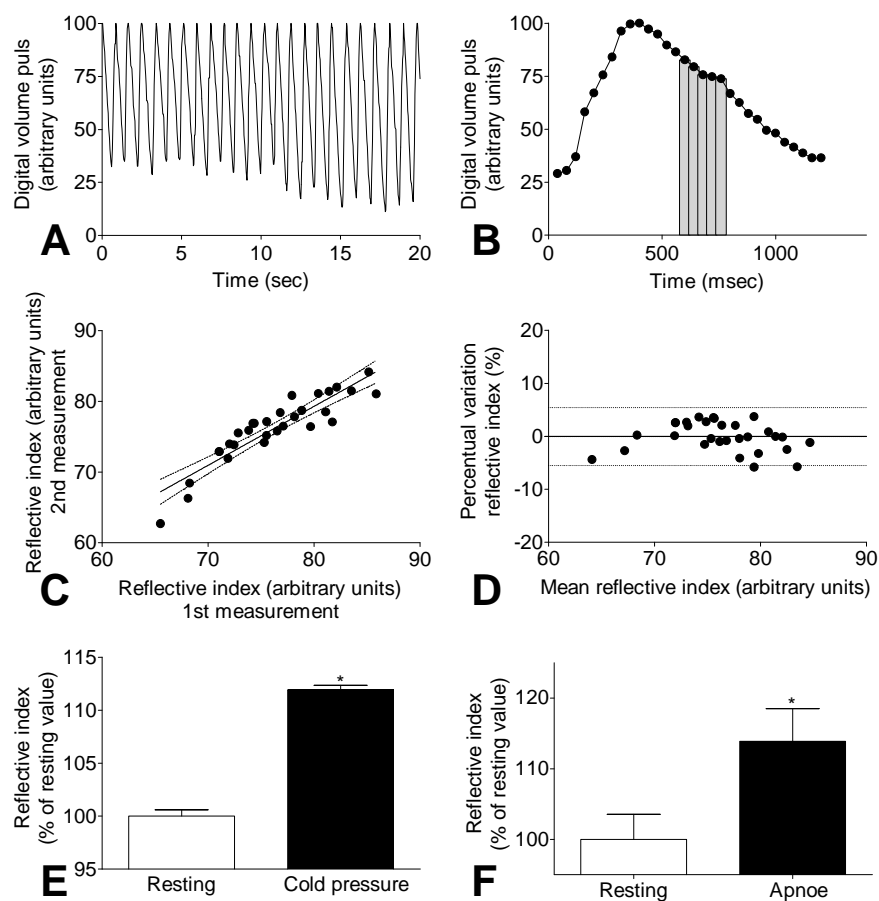 Digital volume puls
(arbitrary units)
100
75
50
25
0
0 5 10 15 20
Time (sec)
A
Digital volume puls
(arbitrary units)
100
75
50
25
0
0 500 1000
Time (msec)
B
Reflective index (arbitrary units)
2nd measurement
90
80
70
60
60 70 80 90
Reflective index (arbitrary units)
1st measurement
C
Percentual variation
reflective index (%)
20
10
0
-10
-20
60 70 80 90
Mean reflective index (arbitrary units)
D
Reflective index
(% of resting value)
115
110
105
100
95
*
Resting Cold pressure
E
Reflective index
(% of resting value)
120
110
100
*
Resting Apnoe
F